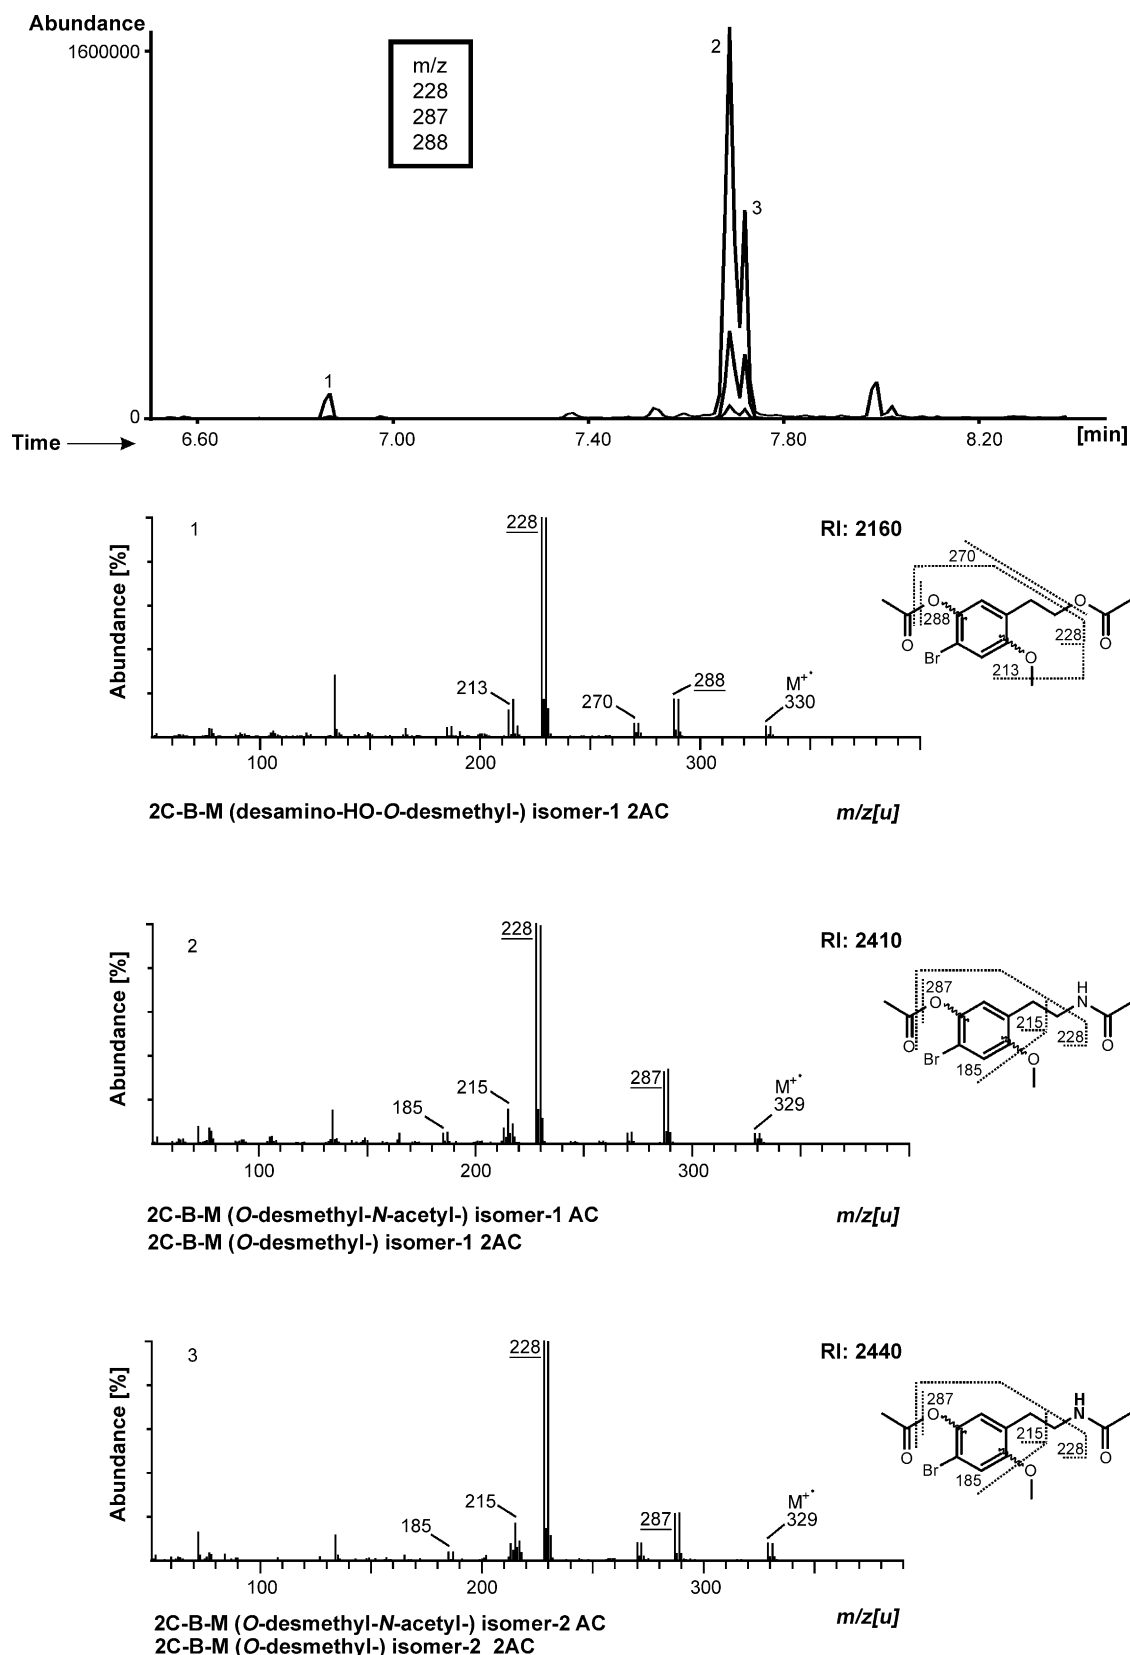 Abundance
1600000
m/z
228
287
288
2
3
1
0
6.60
7.00
7.40
7.80
8.20
Time
[min]
1
228
RI: 2160
Abundance [%]
213
270
288
M+•
330
270
O
O
288
228
O
O
Br
O
213
100
200
300
2C-B-M (desamino-HO-O-desmethyl-) isomer-1 2AC
m/z[u]
2
228
RI: 2410
Abundance [%]
185
215
287
M+•
329
287
H
N
O
215
228
O
O
Br
O
185
100
200
300
2C-B-M (O-desmethyl-N-acetyl-) isomer-1 AC
m/z[u]
2C-B-M (O-desmethyl-) isomer-1 2AC
3
228
RI: 2440
Abundance [%]
185
215
287
M+•
329
287
H
N
O
215
228
O
O
Br
O
185
100
200
300
2C-B-M (O-desmethyl-N-acetyl-) isomer-2 AC
m/z[u]
2C-B-M (O-desmethyl-) isomer-2 2AC